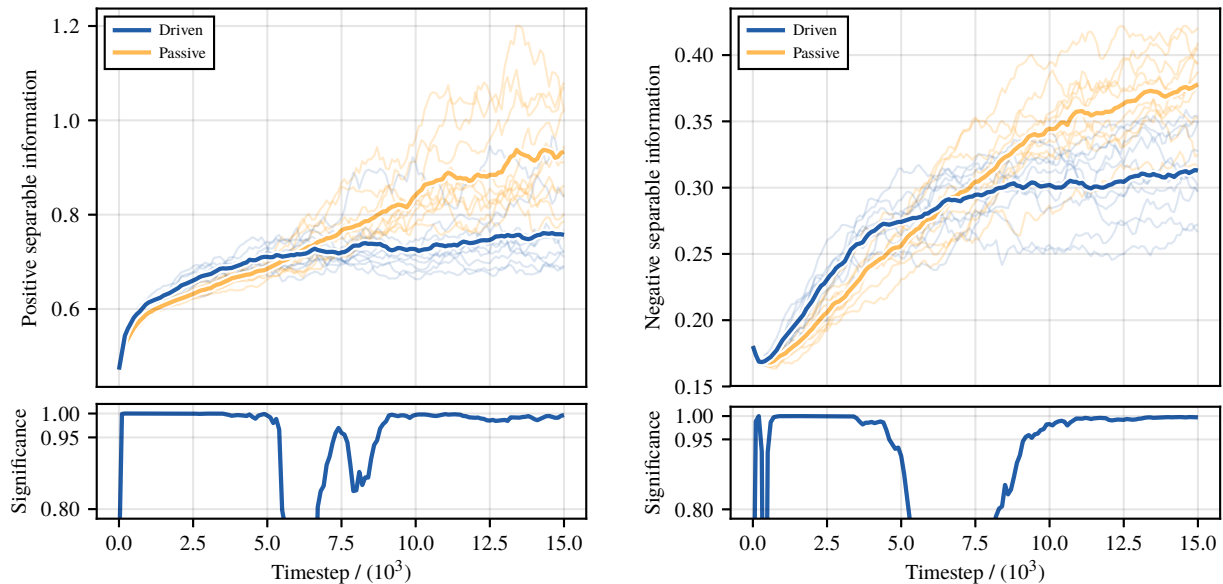 Positive separable information
1.2
1.0
0.8
0.6
Driven
Passive
Significance
1.00
0.95
0.80
0.0 2.5 5.0 7.5 10.0 12.5 15.0
Timestep / (10³)
Negative separable information
0.40
0.35
0.30
0.25
0.20
0.15
Driven
Passive
Significance
1.00
0.95
0.80
0.0 2.5 5.0 7.5 10.0 12.5 15.0
Timestep / (10³)